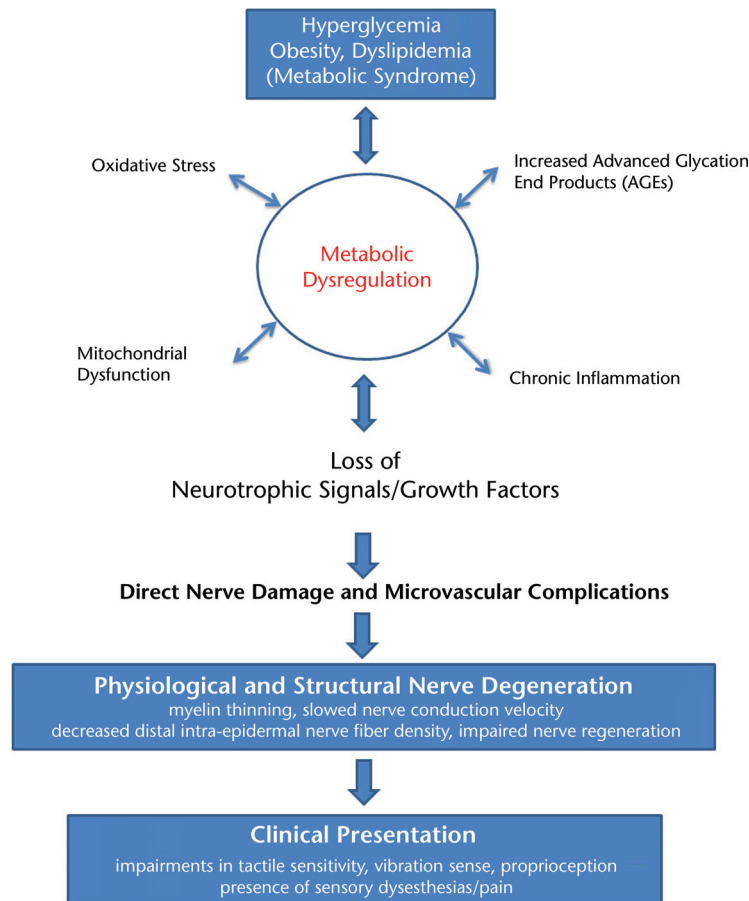 Hyperglycemia
Obesity, Dyslipidemia
(Metabolic Syndrome)
Oxidative Stress
Increased Advanced Glycation
End Products (AGEs)
Metabolic
Dysregulation
Mitochondrial
Dysfunction
Chronic Inflammation
Loss of
Neurotrophic Signals/Growth Factors
Direct Nerve Damage and Microvascular Complications
Physiological and Structural Nerve Degeneration
myelin thinning, slowed nerve conduction velocity
decreased distal intra-epidermal nerve fiber density, impaired nerve regeneration
Clinical Presentation
impairments in tactile sensitivity, vibration sense, proprioception
presence of sensory dysesthesias/pain